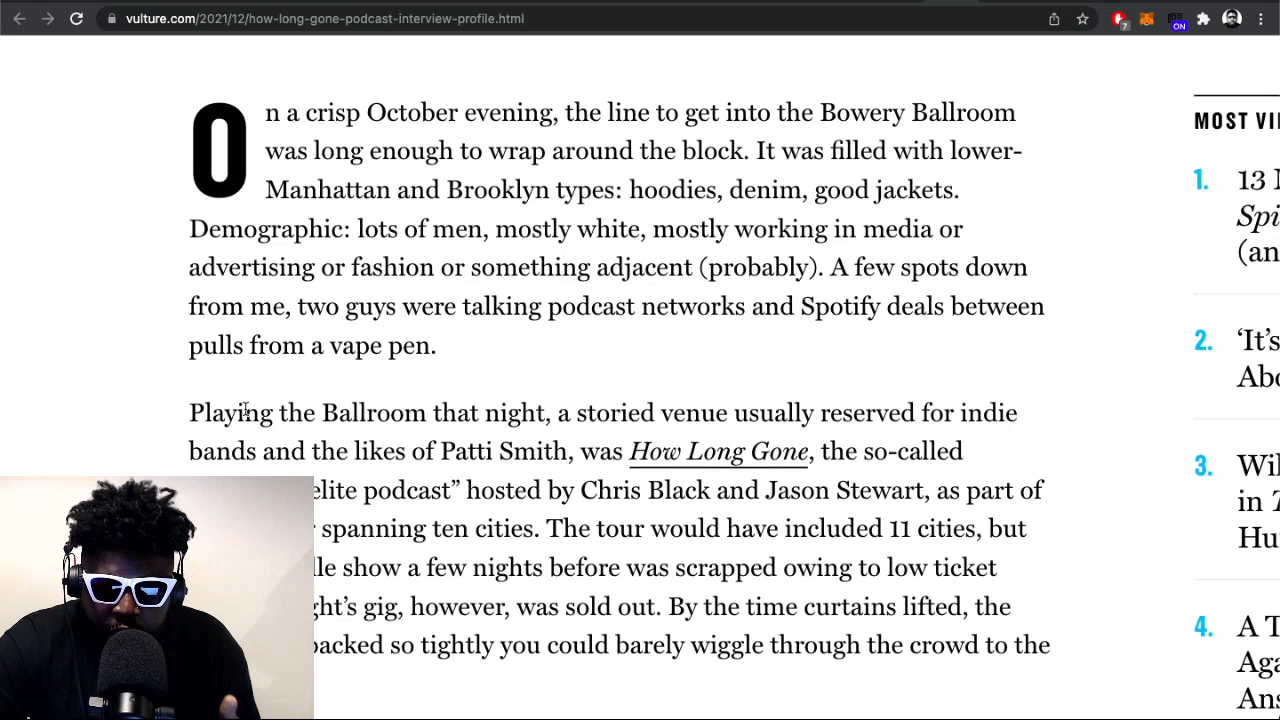 vulture.com/2021/12/how-long-gone-podcast-interview-profile.html
7
ON
On a crisp October evening, the line to get into the Bowery Ballroom
was long enough to wrap around the block. It was filled with lower-
Manhattan and Brooklyn types: hoodies, denim, good jackets.
Demographic: lots of men, mostly white, mostly working in media or
advertising or fashion or something adjacent (probably). A few spots down
from me, two guys were talking podcast networks and Spotify deals between
pulls from a vape pen.
Playing the Ballroom that night, a storied venue usually reserved for indie
bands and the likes of Patti Smith, was How Long Gone, the so-called
elite podcast” hosted by Chris Black and Jason Stewart, as part of
spanning ten cities. The tour would have included 11 cities, but
show a few nights before was scrapped owing to low ticket
gig, however, was sold out. By the time curtains lifted, the
packed so tightly you could barely wiggle through the crowd to the
MOST VI
1. 13
Spi
(an
2. ‘It’s
Abo
3. Wil
in
Hu
4. A T
Aga
Ans